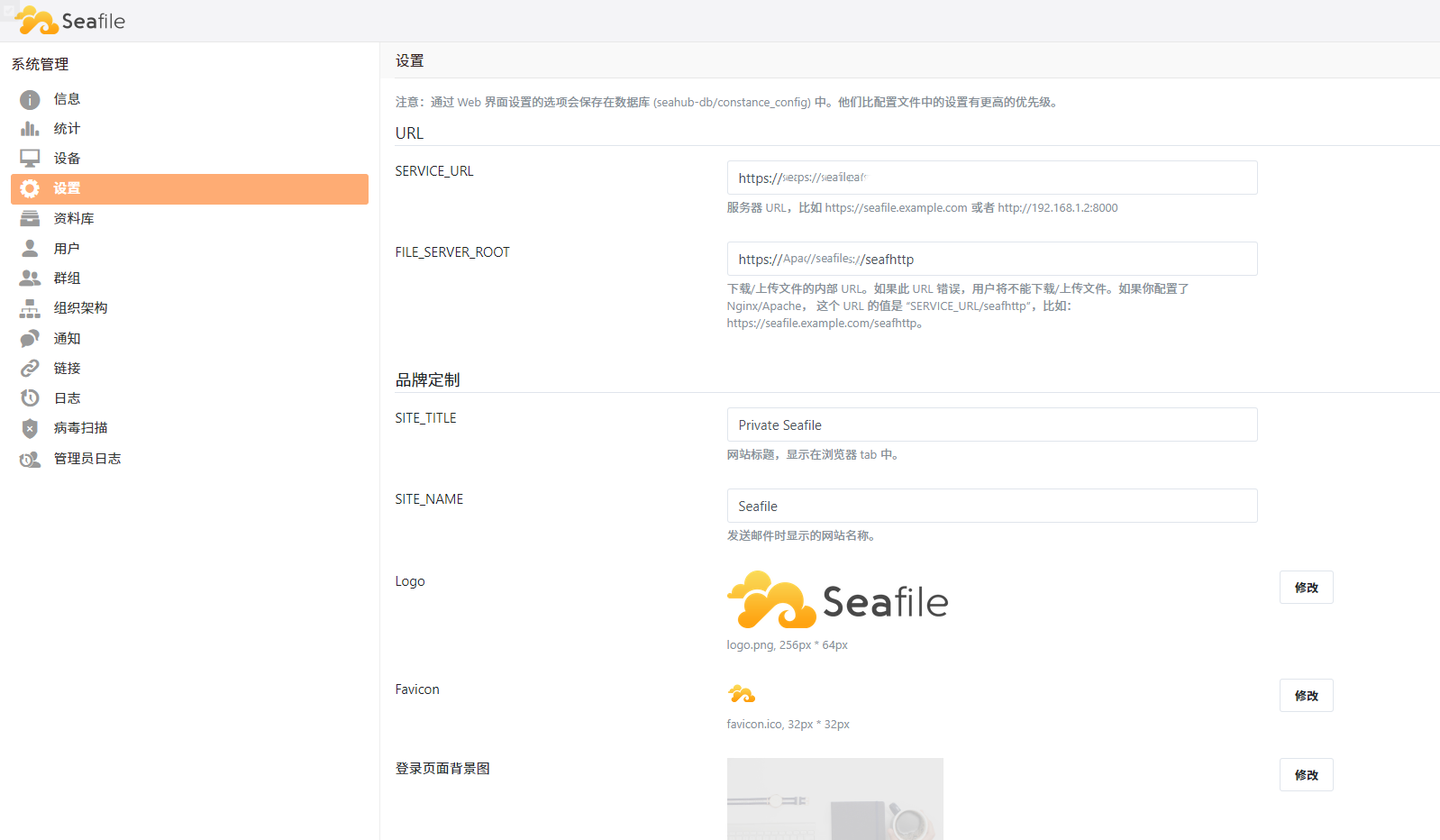 Seafile
系统管理
信息
统计
设备
设置
资料库
用户
群组
组织架构
通知
链接
日志
病毒扫描
管理员日志
设置
注意：通过 Web 界面设置的选项会保存在数据库 (seahub-db/constance_config) 中。他们比配置文件中的设置有更高的优先级。
URL
SERVICE_URL
https://
服务器 URL，比如 https://seafile.example.com 或者 http://192.168.1.2:8000
FILE_SERVER_ROOT
https:// /seafhttp
下载/上传文件的内部 URL。如果此 URL 错误，用户将不能下载/上传文件。如果你配置了
Nginx/Apache， 这个 URL 的值是 “SERVICE_URL/seafhttp”，比如：
https://seafile.example.com/seafhttp。
品牌定制
SITE_TITLE
Private Seafile
网站标题，显示在浏览器 tab 中。
SITE_NAME
Seafile
发送邮件时显示的网站名称。
Logo
Seafile
修改
logo.png, 256px * 64px
Favicon
修改
favicon.ico, 32px * 32px
登录页面背景图
修改